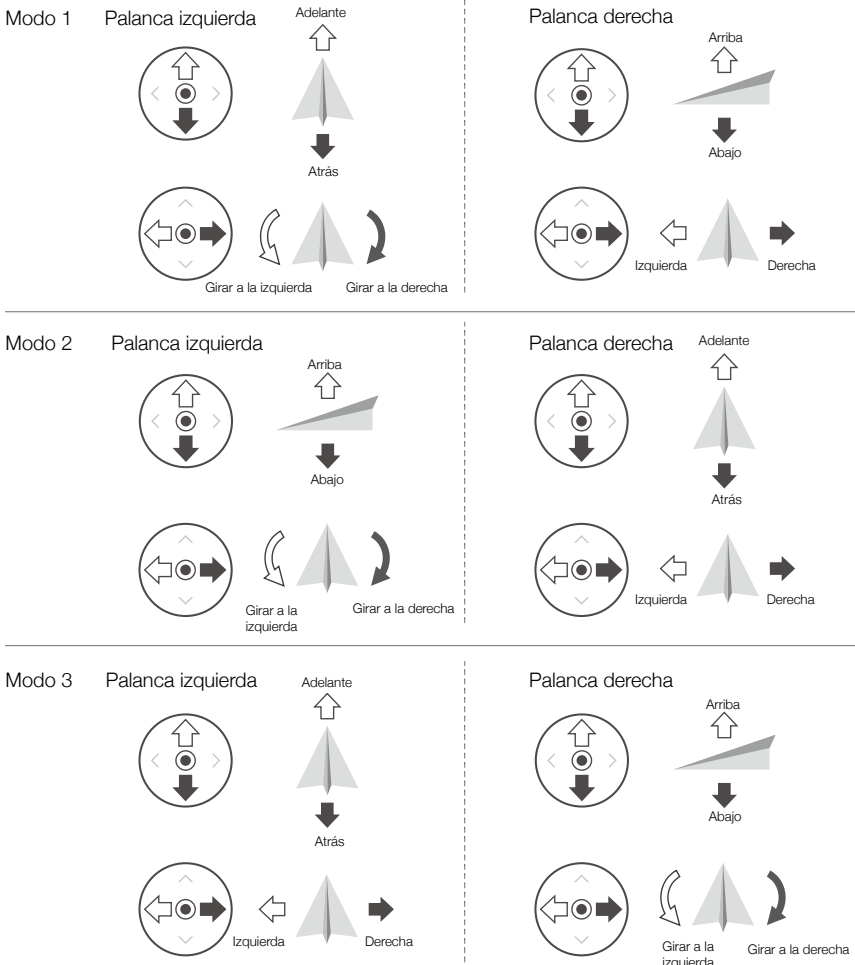 Modo 1 Palanca izquierda
Adelante
Atrás
Girar a la izquierda
Girar a la derecha
Palanca derecha
Arriba
Abajo
Izquierda
Derecha
Modo 2 Palanca izquierda
Arriba
Abajo
Girar a la
izquierda
Girar a la derecha
Palanca derecha
Adelante
Atrás
Izquierda
Derecha
Modo 3 Palanca izquierda
Adelante
Atrás
Izquierda
Derecha
Palanca derecha
Arriba
Abajo
Girar a la
izquierda
Girar a la derecha